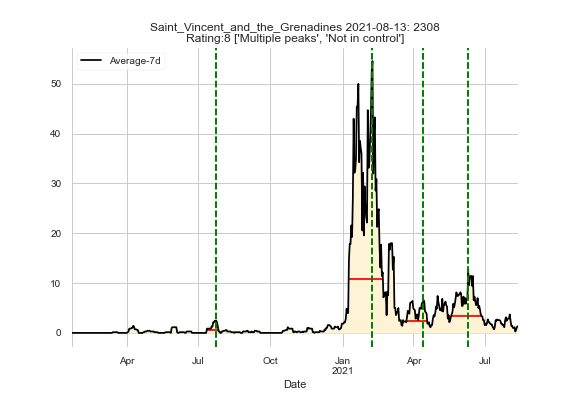 Saint_Vincent_and_the_Grenadines 2021-08-13: 2308
Rating:8 ['Multiple peaks', 'Not in control']
Average-7d
50
40
30
20
10
0
Apr
Jul
Oct
Jan
2021
Apr
Jul
Date